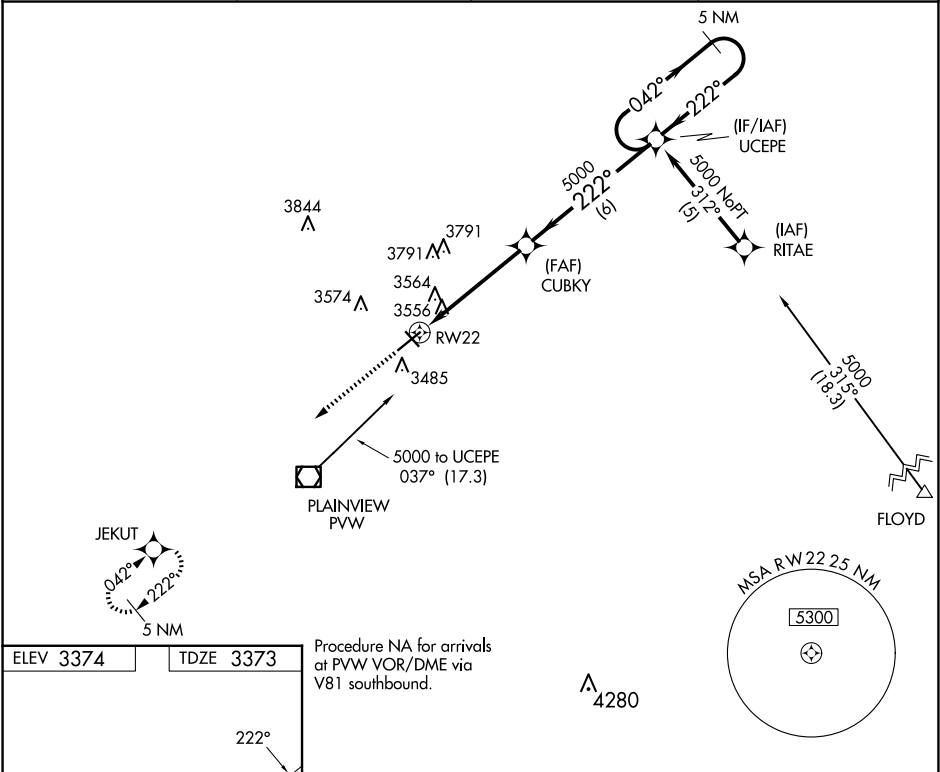 5 NM
042°
222°
(IF/IAF)
UCEPE
5000
222°
(6)
5000 NoPT
312°
(5)
(IAF)
RITAE
3844
3791
3791
(FAF)
CUBKY
3564
3574
3556
RW22
3485
5000
315°
(18.3)
5000 to UCEPE
037° (17.3)
PLAINVIEW
PVW
FLOYD
JEKUT
042°
222°
5 NM
MSA RW 22 25 NM
5300
ELEV 3374
TDZE 3373
Procedure NA for arrivals
at PVW VOR/DME via
V81 southbound.
4280
222°